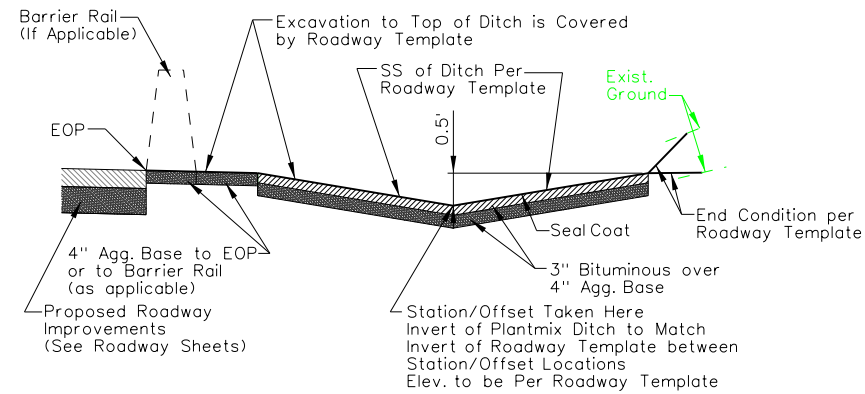 Barrier Rail
(If Applicable)
Excavation to Top of Ditch is Covered
by Roadway Template
SS of Ditch Per
Roadway Template
Exist.
Ground
EOP
0.5'
End Condition per
Roadway Template
Seal Coat
4" Agg. Base to EOP
or to Barrier Rail
(as applicable)
3" Bituminous over
4" Agg. Base
Proposed Roadway
Improvements
(See Roadway Sheets)
Station/Offset Taken Here
Invert of Plantmix Ditch to Match
Invert of Roadway Template between
Station/Offset Locations
Elev. to be Per Roadway Template